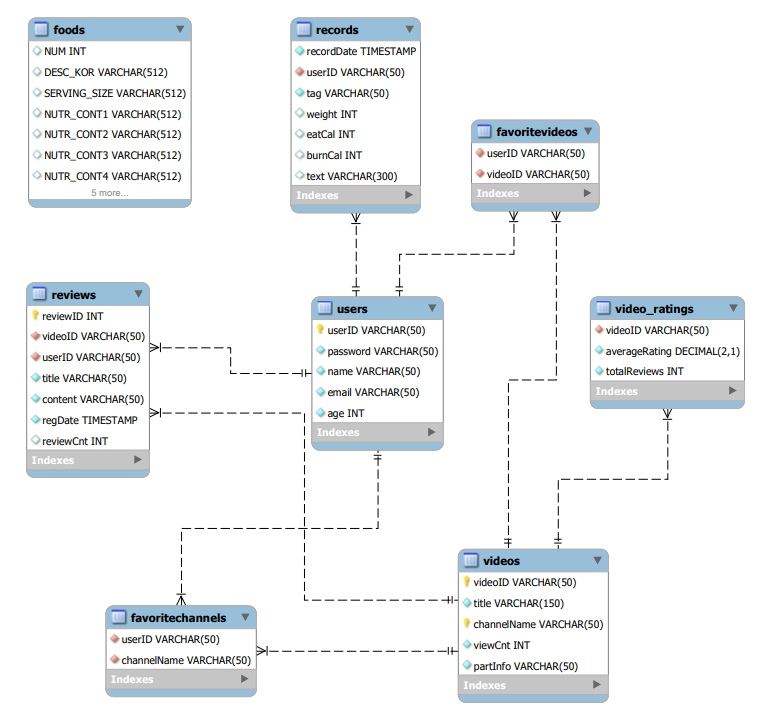 foods
NUM INT
DESC_KOR VARCHAR(512)
SERVING_SIZE VARCHAR(512)
NUTR_CONT1 VARCHAR(512)
NUTR_CONT2 VARCHAR(512)
NUTR_CONT3 VARCHAR(512)
NUTR_CONT4 VARCHAR(512)
5 more...
records
recordDate TIMESTAMP
userID VARCHAR(50)
tag VARCHAR(50)
weight INT
eatCal INT
burnCal INT
text VARCHAR(300)
Indexes
favoritevideos
userID VARCHAR(50)
videoID VARCHAR(50)
Indexes
reviews
reviewID INT
videoID VARCHAR(50)
userID VARCHAR(50)
title VARCHAR(50)
content VARCHAR(50)
regDate TIMESTAMP
reviewCnt INT
Indexes
users
userID VARCHAR(50)
password VARCHAR(50)
name VARCHAR(50)
email VARCHAR(50)
age INT
Indexes
video_ratings
videoID VARCHAR(50)
averageRating DECIMAL(2,1)
totalReviews INT
Indexes
favoritechannels
userID VARCHAR(50)
channelName VARCHAR(50)
Indexes
videos
videoID VARCHAR(50)
title VARCHAR(150)
channelName VARCHAR(50)
viewCnt INT
partInfo VARCHAR(50)
Indexes